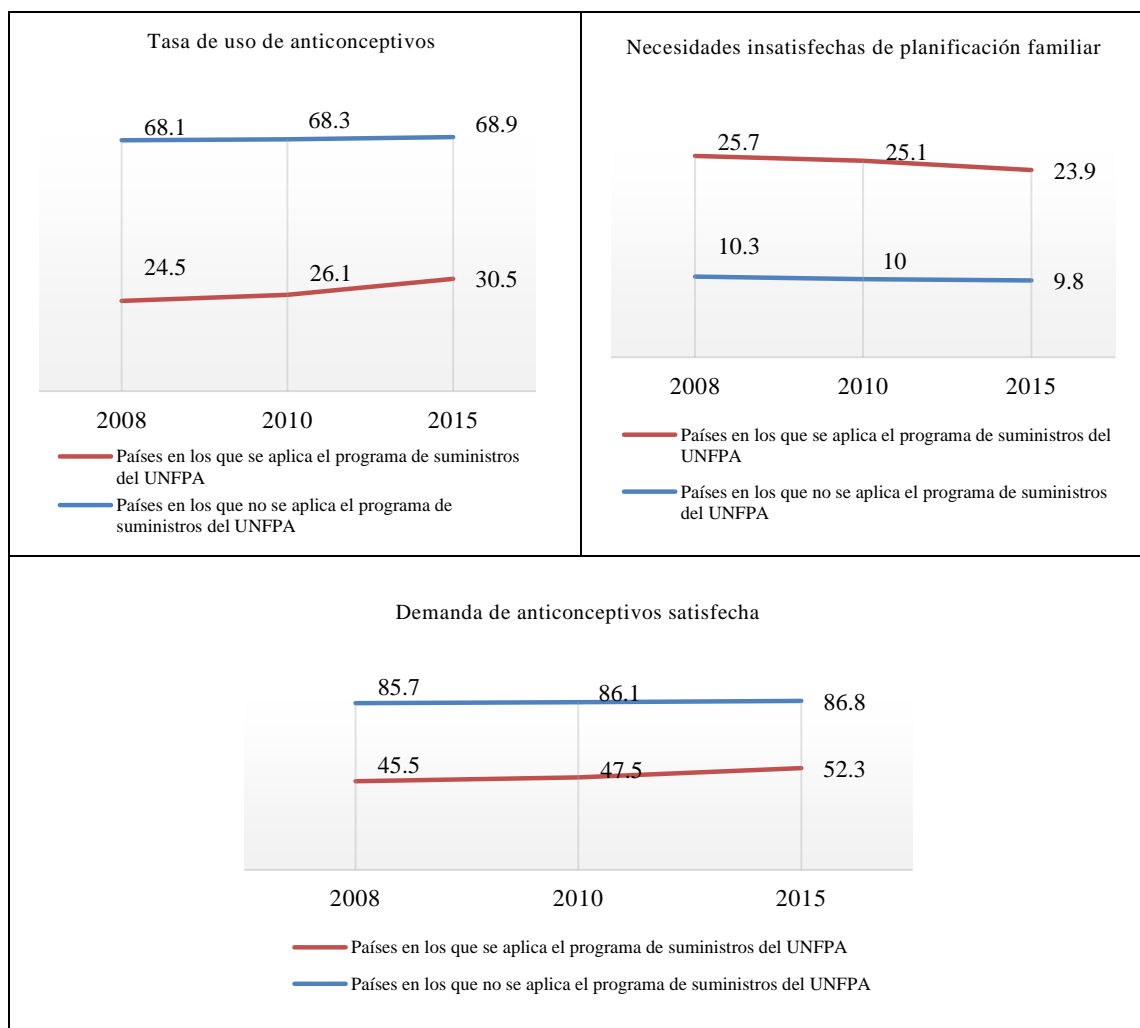 Tasa de uso de anticonceptivos
68.1 68.3 68.9
24.5 26.1 30.5
2008 2010 2015
Países en los que se aplica el programa de suministros
del UNFPA
Países en los que no se aplica el programa de
suministros del UNFPA
Necesidades insatisfechas de planificación familiar
25.7 25.1 23.9
10.3 10 9.8
2008 2010 2015
Países en los que se aplica el programa de suministros del
UNFPA
Países en los que no se aplica el programa de suministros
del UNFPA
Demanda de anticonceptivos satisfecha
85.7 86.1 86.8
45.5 47.5 52.3
2008 2010 2015
Países en los que se aplica el programa de suministros del UNFPA
Países en los que no se aplica el programa de suministros del UNFPA